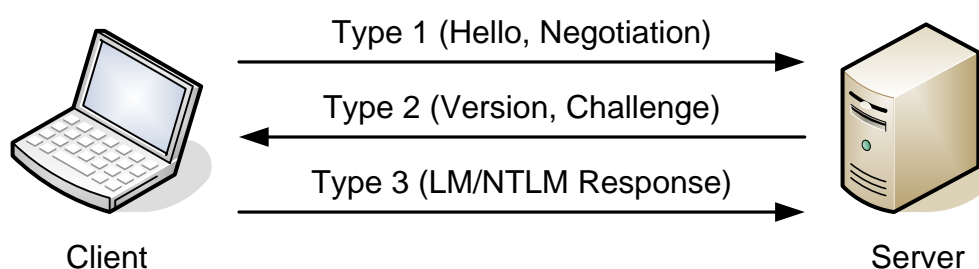 Type 1 (Hello, Negotiation)
Type 2 (Version, Challenge)
Type 3 (LM/NTLM Response)
Client
Server